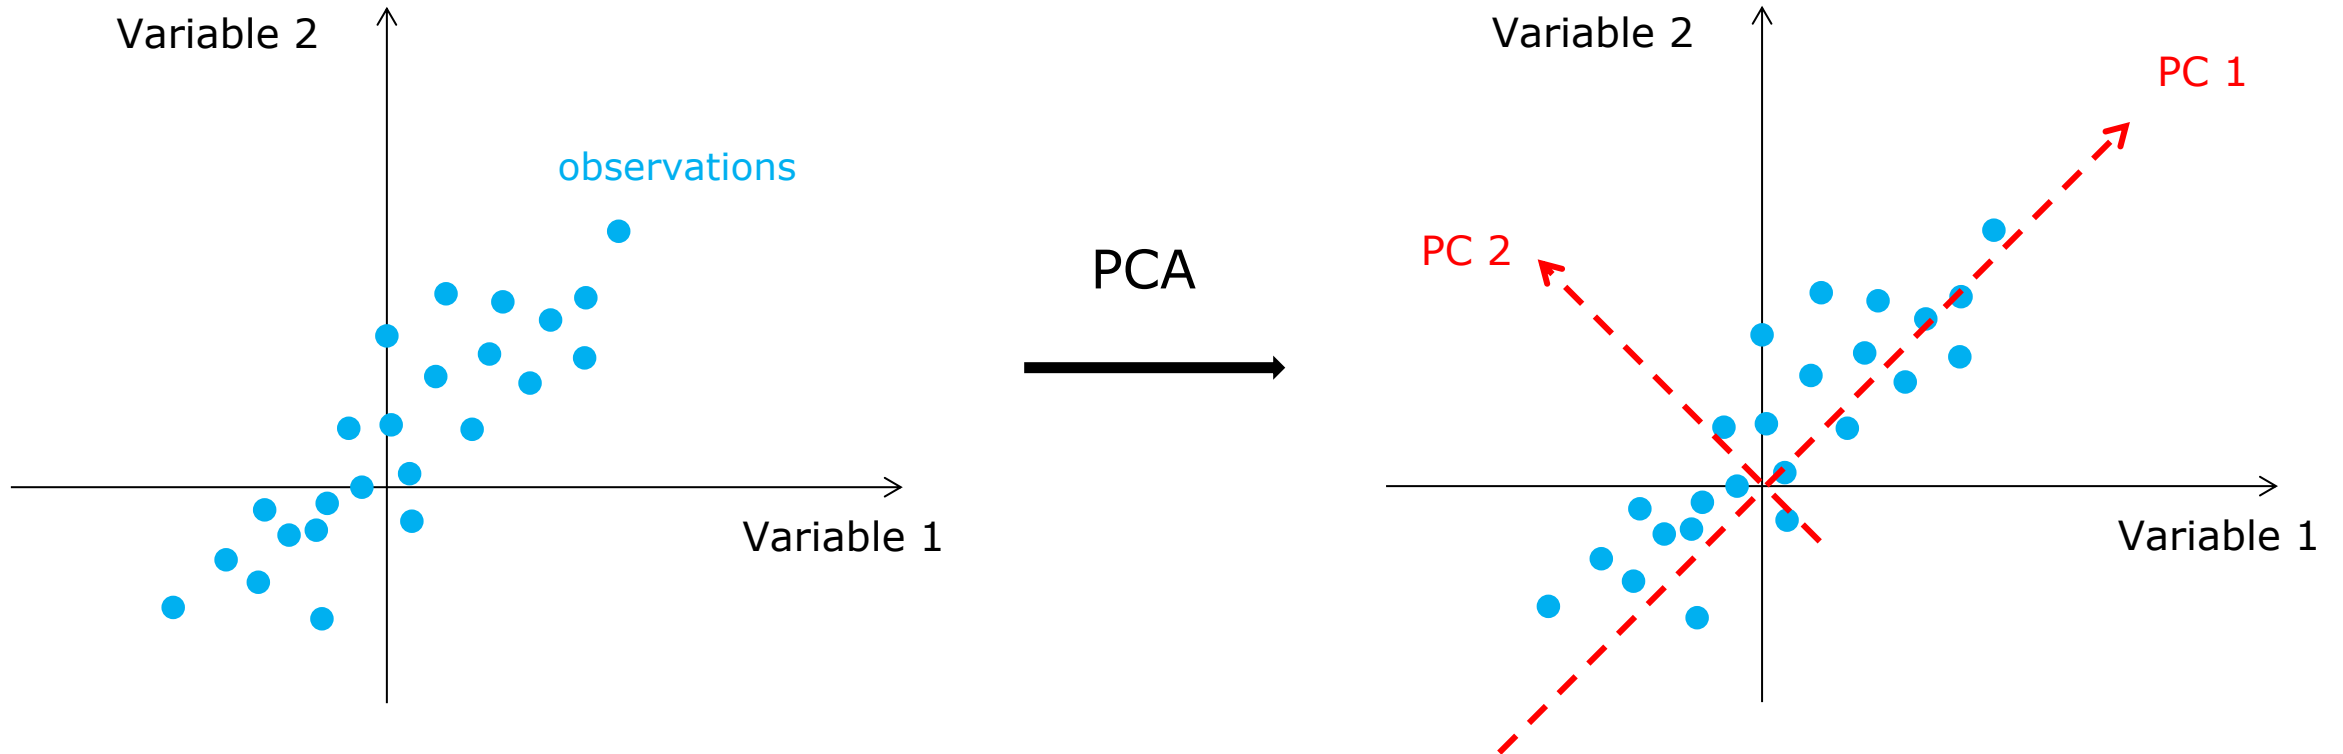 Variable 2
observations
Variable 1
PCA
Variable 2
PC 1
PC 2
Variable 1